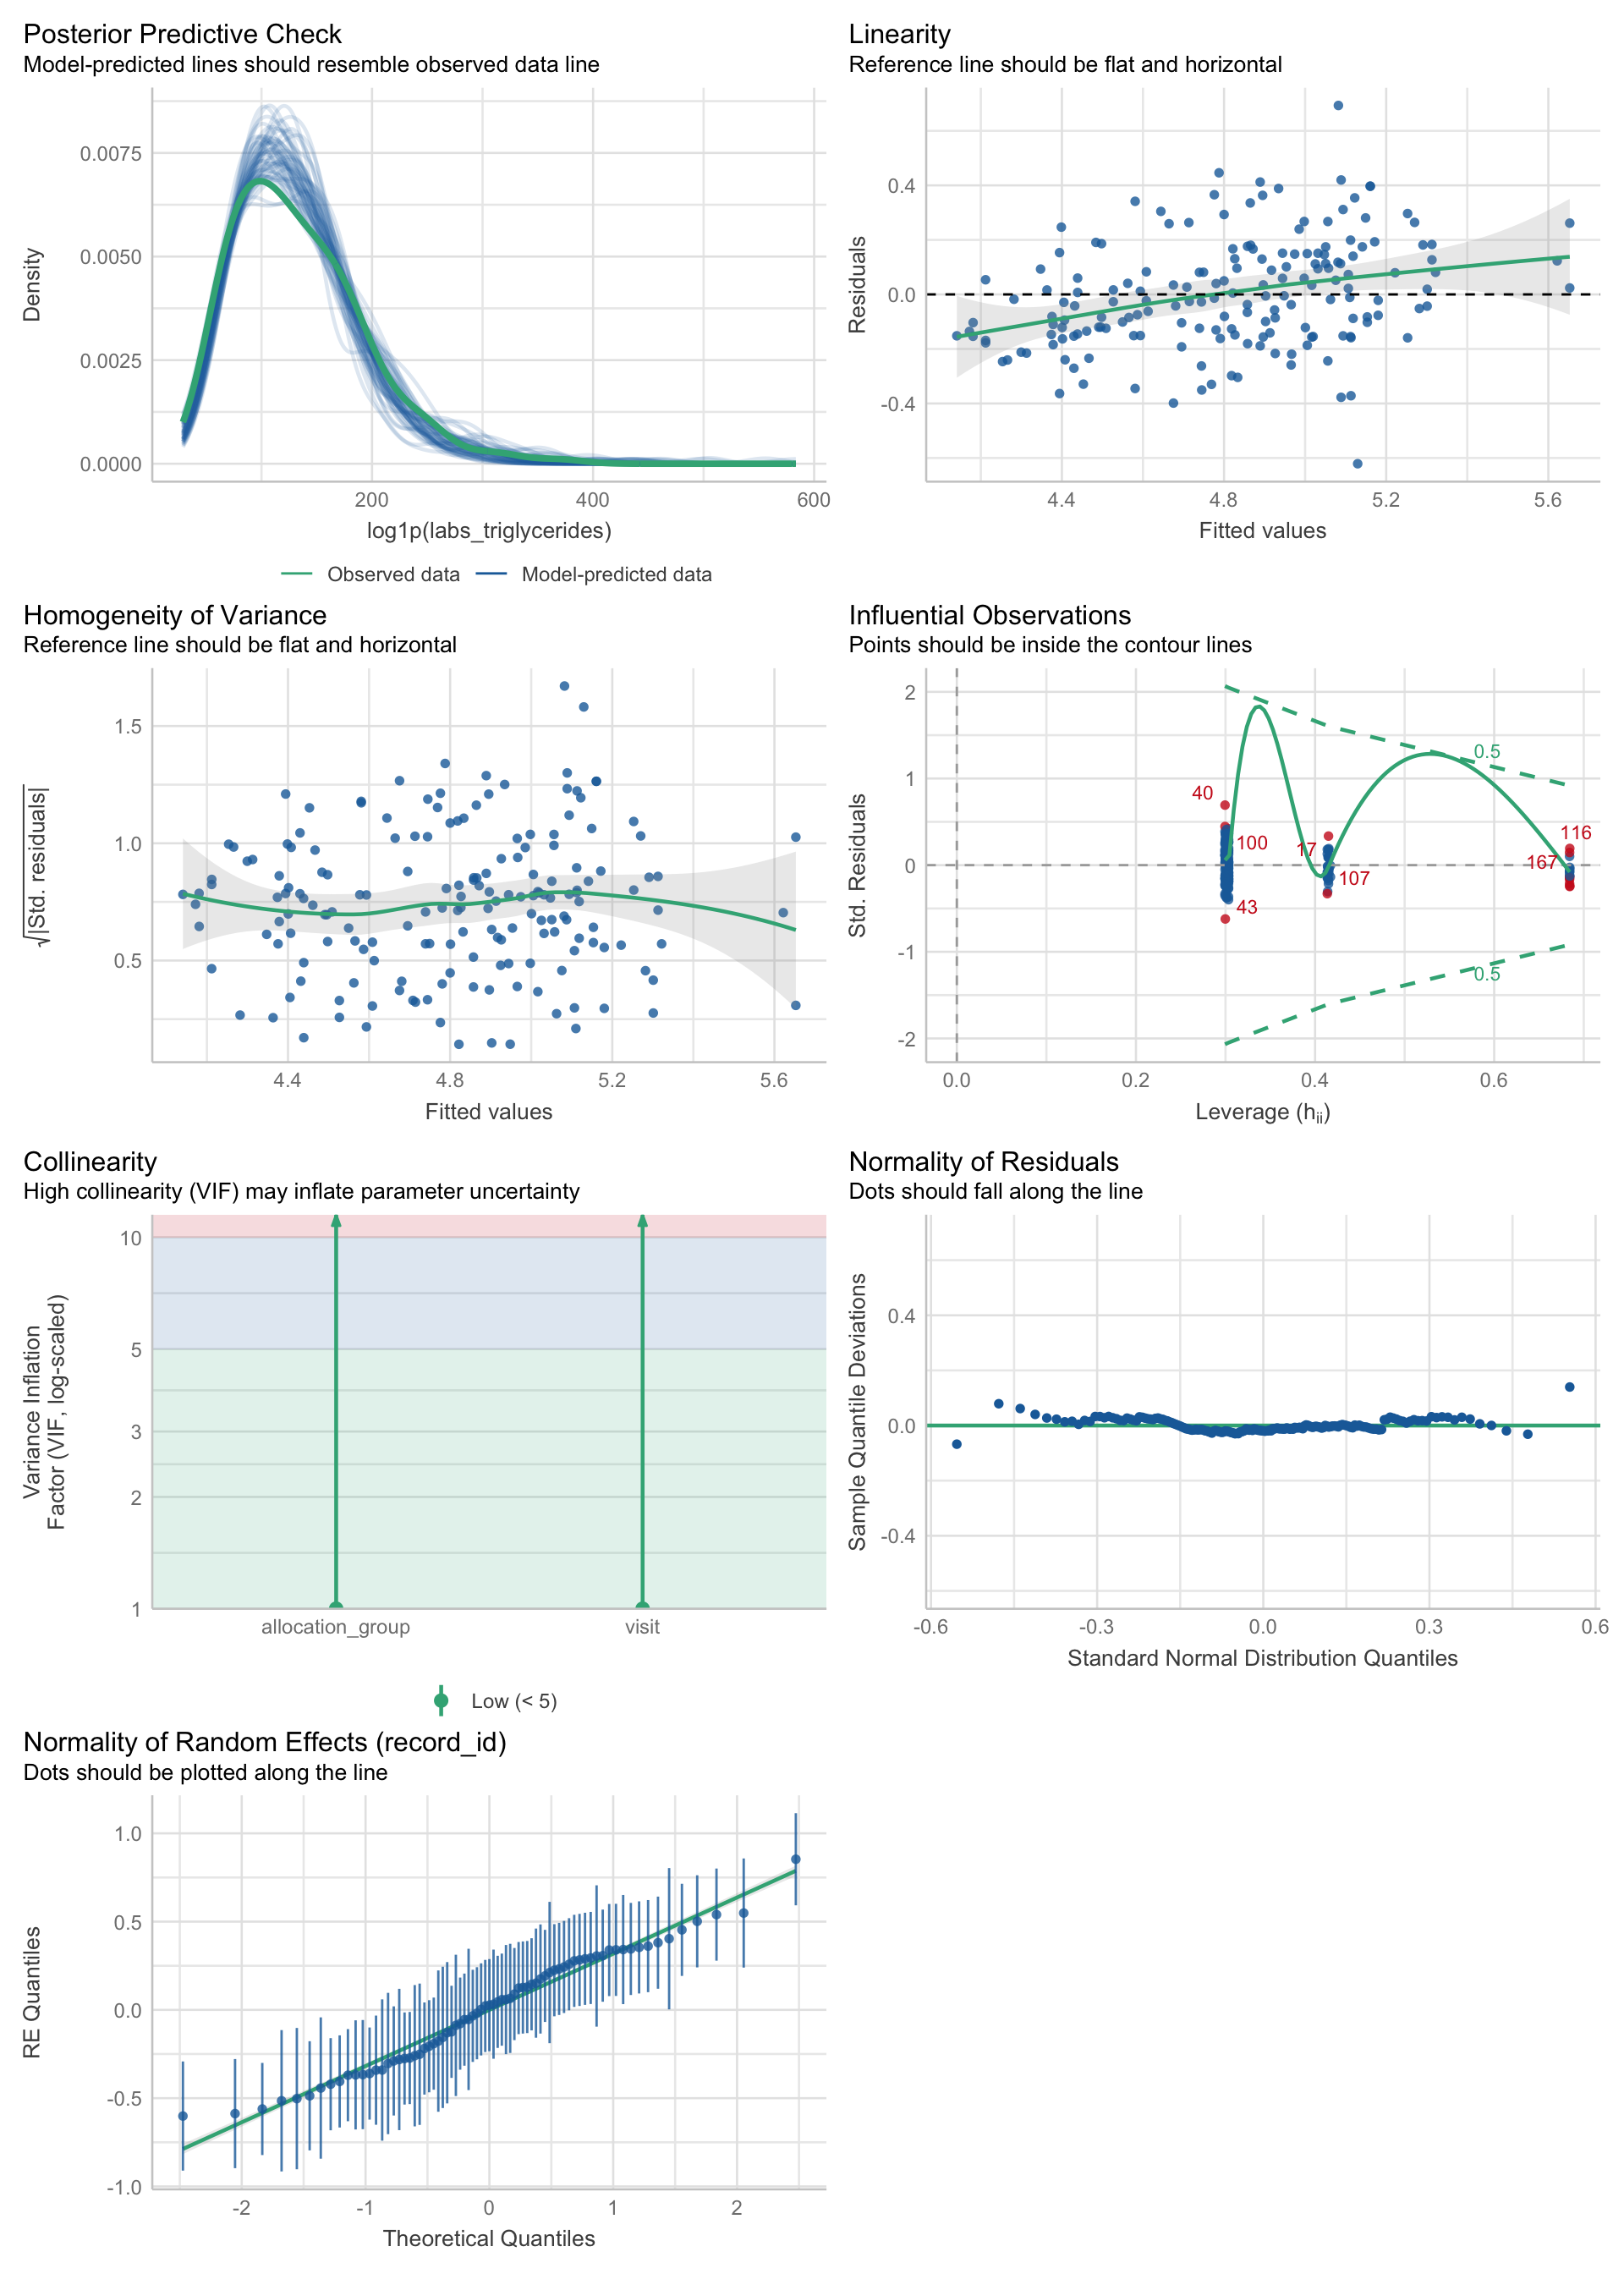 Posterior Predictive Check
Model-predicted lines should resemble observed data line
Density
0.0075
0.0050
0.0025
0.0000
200 400 600
log1p(labs_triglycerides)
Observed data Model-predicted data
Linearity
Reference line should be flat and horizontal
Residuals
0.4
0.0
-0.4
4.4 4.8 5.2 5.6
Fitted values
Homogeneity of Variance
Reference line should be flat and horizontal
√|Std. residuals|
1.5
1.0
0.5
4.4 4.8 5.2 5.6
Fitted values
Influential Observations
Points should be inside the contour lines
Std. Residuals
2
1
0
-1
-2
0.5
40
100
17
116
167
107
43
0.5
0.0 0.2 0.4 0.6
Leverage (hii)
Collinearity
High collinearity (VIF) may inflate parameter uncertainty
Variance Inflation
Factor (VIF, log-scaled)
10
5
3
2
1
allocation_group visit
Low (< 5)
Normality of Residuals
Dots should fall along the line
Sample Quantile Deviations
0.4
0.0
-0.4
-0.6 -0.3 0.0 0.3 0.6
Standard Normal Distribution Quantiles
Normality of Random Effects (record_id)
Dots should be plotted along the line
RE Quantiles
1.0
0.5
0.0
-0.5
-1.0
-2 -1 0 1 2
Theoretical Quantiles